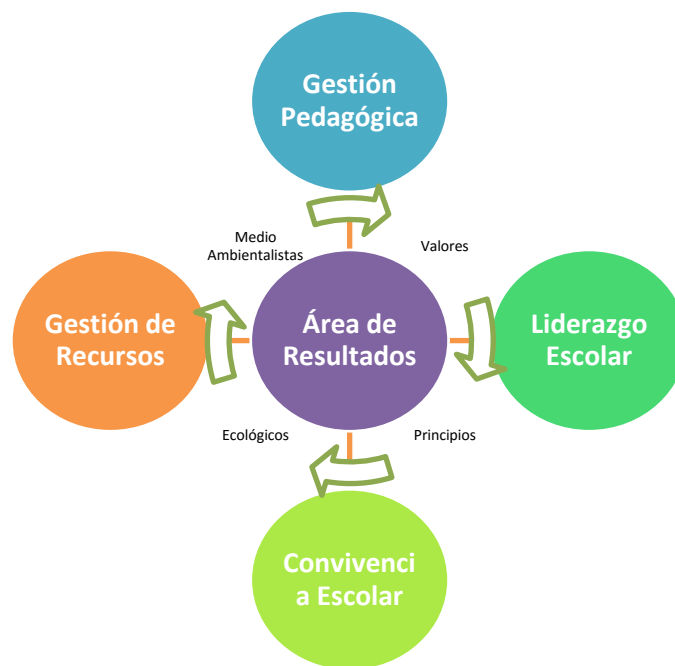 Gestión
Pedagógica
Medio
Ambientalistas
Valores
Gestión de
Recursos
Área de
Resultados
Liderazgo
Escolar
Ecológicos
Principios
Convivenci
a Escolar